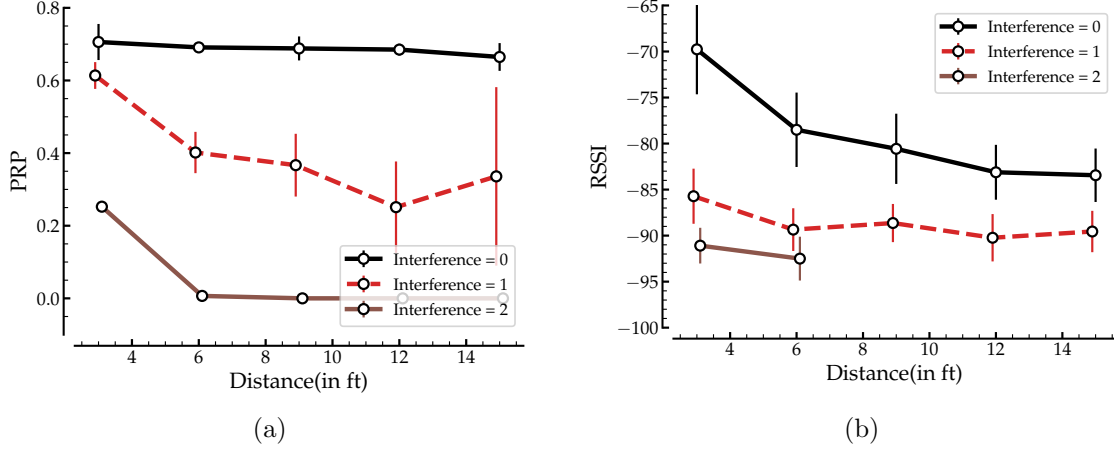 0.8
0.6
0.4
0.2
0.0
PRP
Interference = 0
Interference = 1
Interference = 2
4 6 8 10 12 14
Distance(in ft)
(a)
−65
−70
−75
−80
−85
−90
−95
−100
RSSI
Interference = 0
Interference = 1
Interference = 2
4 6 8 10 12 14
Distance(in ft)
(b)